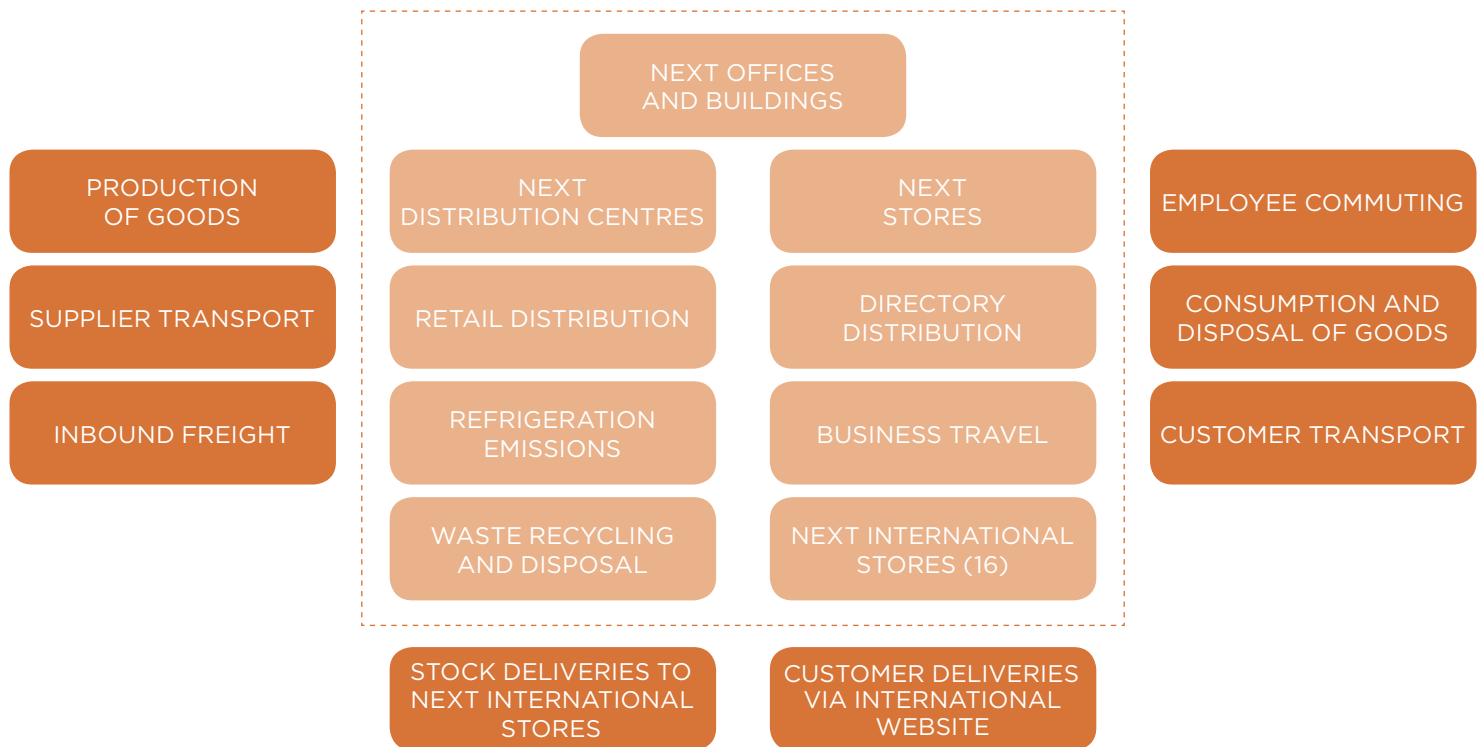 NEXT OFFICES
AND BUILDINGS
PRODUCTION
OF GOODS
NEXT
DISTRIBUTION CENTRES
NEXT
STORES
EMPLOYEE COMMUTING
SUPPLIER TRANSPORT
RETAIL DISTRIBUTION
DIRECTORY
DISTRIBUTION
CONSUMPTION AND
DISPOSAL OF GOODS
INBOUND FREIGHT
REFRIGERATION
EMISSIONS
BUSINESS TRAVEL
CUSTOMER TRANSPORT
WASTE RECYCLING
AND DISPOSAL
NEXT INTERNATIONAL
STORES (16)
STOCK DELIVERIES TO
NEXT INTERNATIONAL
STORES
CUSTOMER DELIVERIES
VIA INTERNATIONAL
WEBSITE